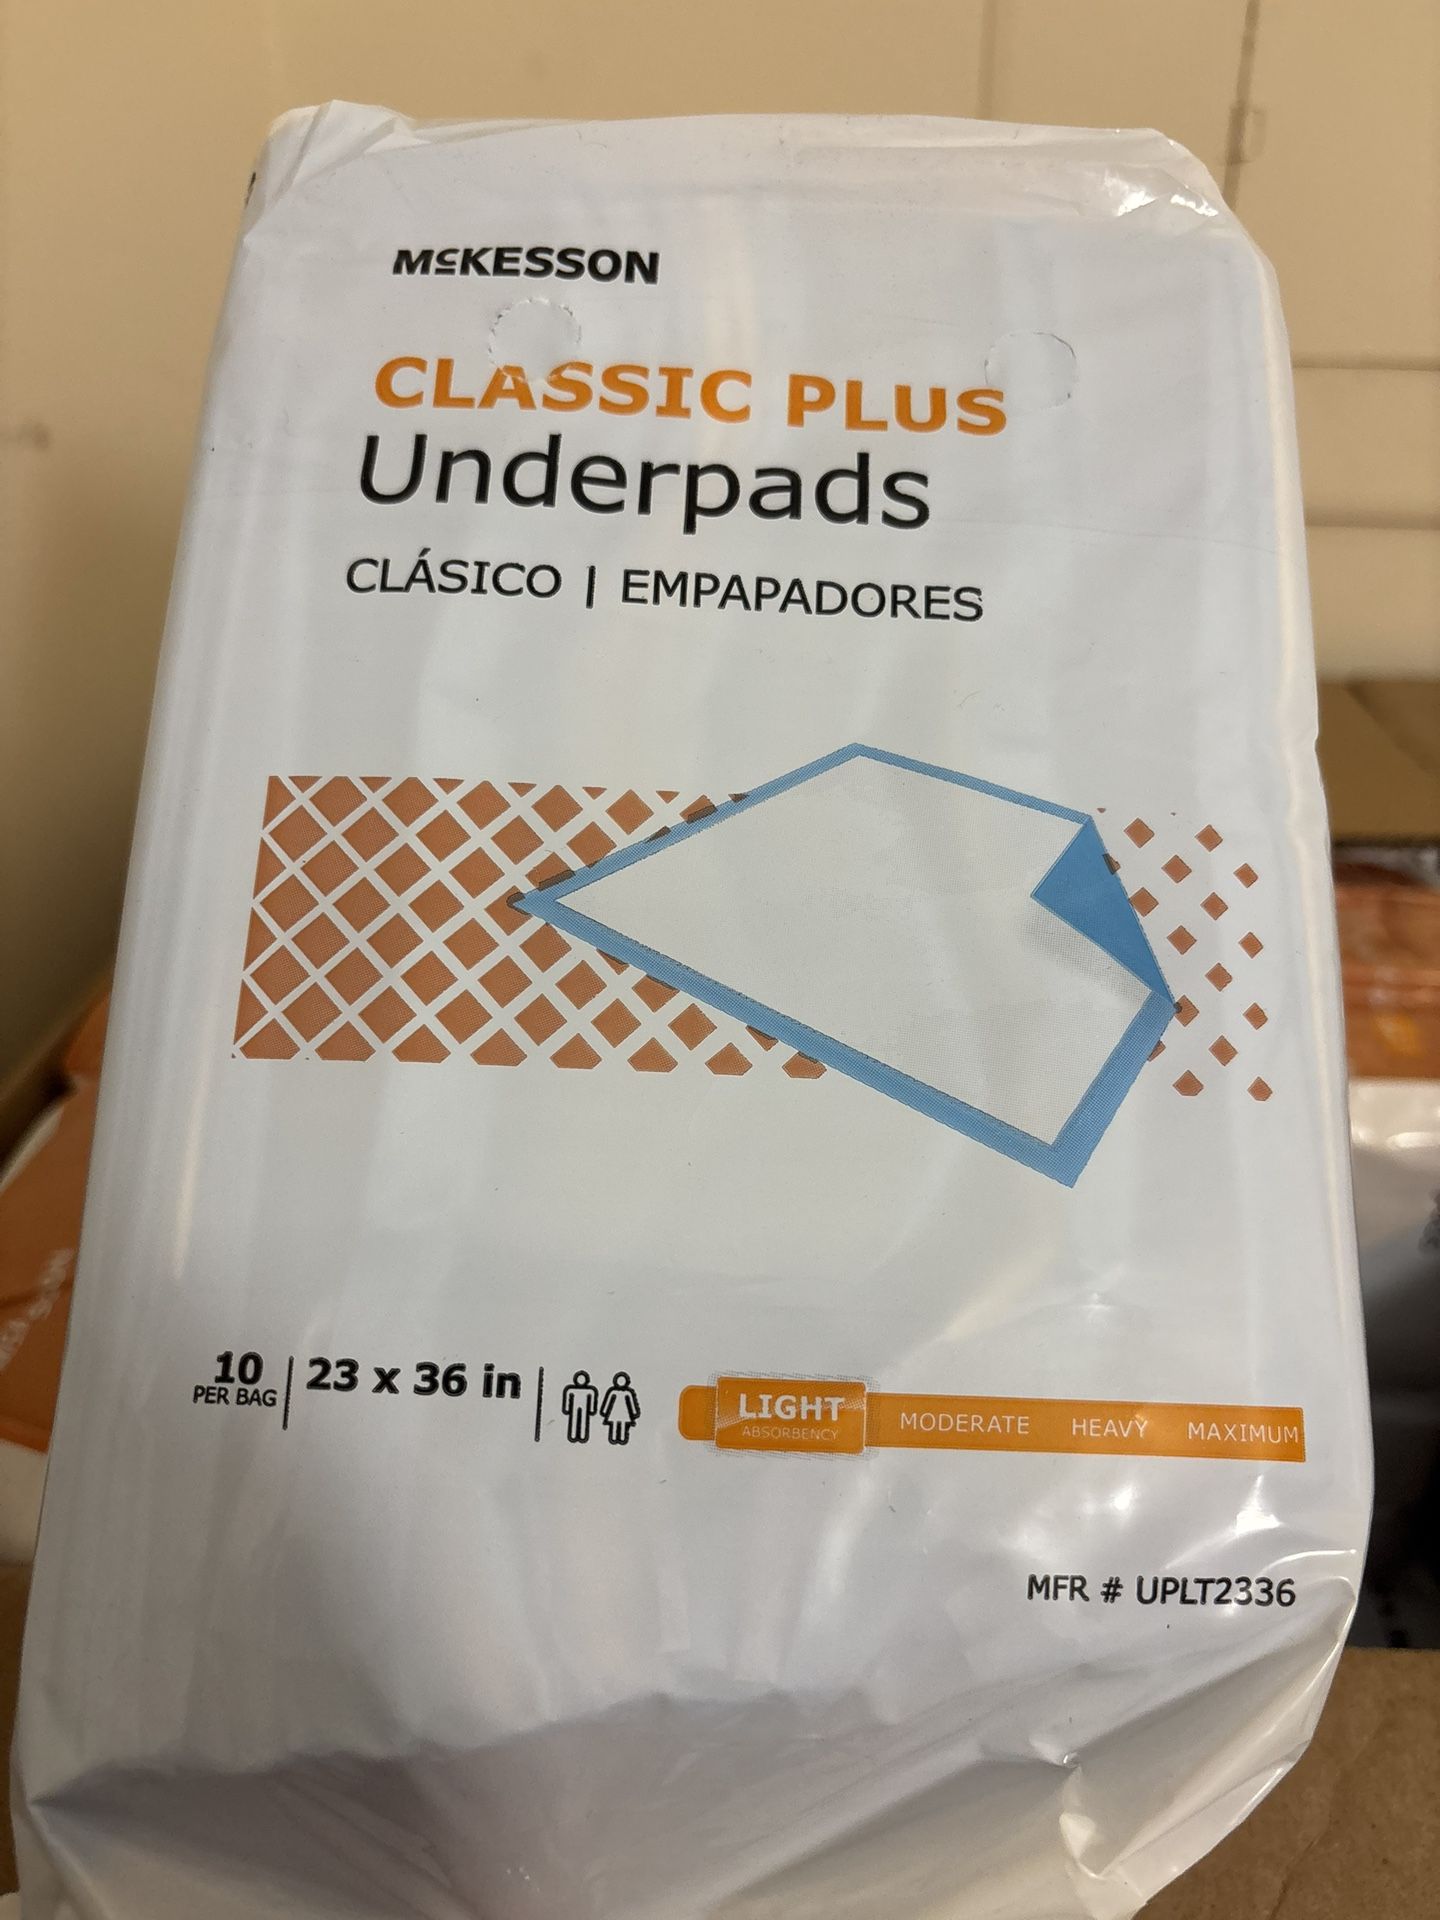 McKESSON
CLASSIC PLUS
Underpads
CLÁSICO | EMPAPADORES
10
PER BAG
23 x 36 in
LIGHT
ABSORBENCY
MODERATE HEAVY MAXIMUM
MFR # UPLT2336